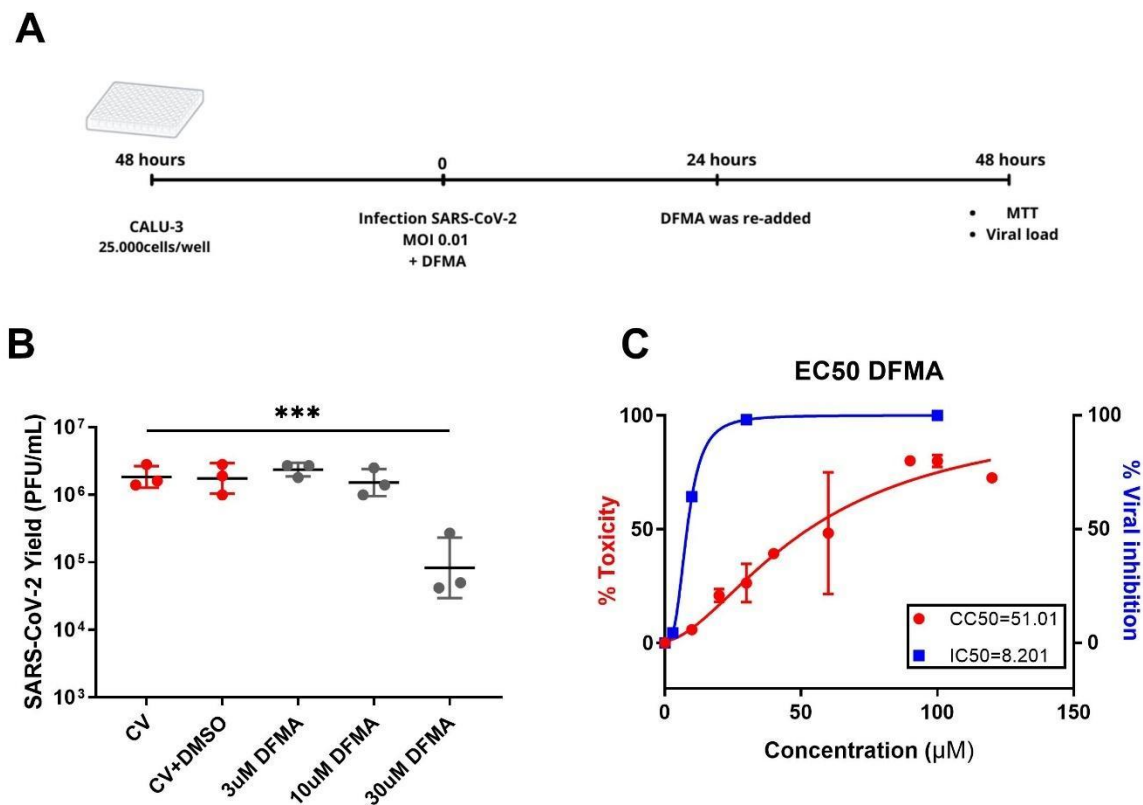 A
48 hours
0
24 hours
48 hours
CALU-3
25.000cells/well
Infection SARS-CoV-2
MOI 0.01
+ DFMA
DFMA was re-added
• MTT
• Viral load
B
***
SARS-CoV-2 Yield (PFU/mL)
10⁷
10⁶
10⁵
10⁴
10³
CV
CV+DMSO
3uM DFMA
10uM DFMA
30uM DFMA
C
EC50 DFMA
% Toxicity
100
50
0
100
50
0
% Viral inhibition
CC50=51.01
IC50=8.201
0
50
100
150
Concentration (µM)